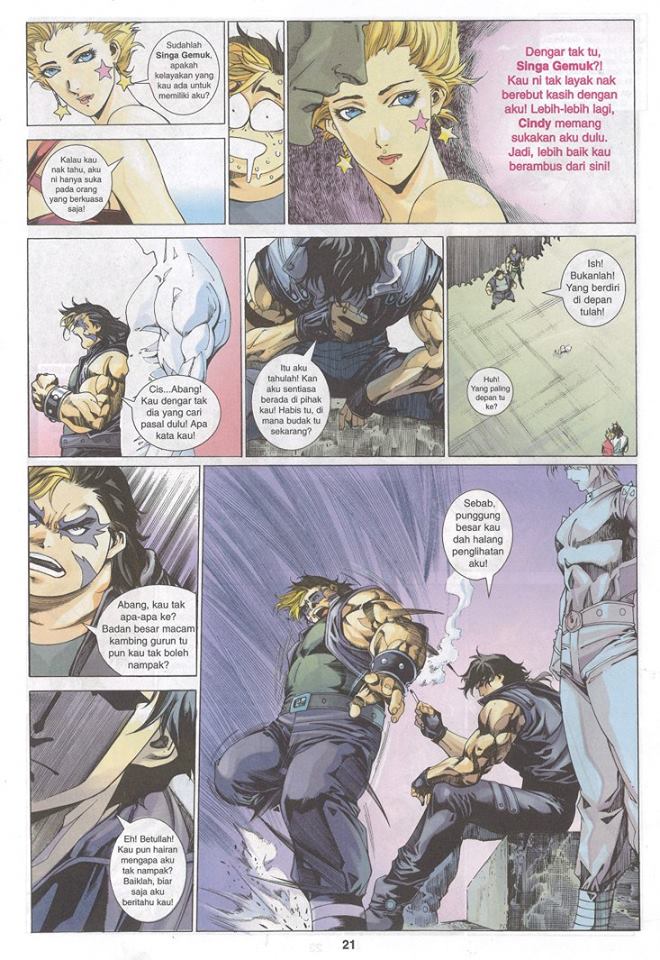 Sudahlah
Singa Gemuk,
apakah
kelayakan yang
kau ada untuk
memiliki aku?
Kalau kau
nak tahu, aku
ni hanya suka
pada orang
yang berkuasa
saja!
Dengar tak tu,
Singa Gemuk?!
Kau ni tak layak nak
berebut kasih dengan
aku! Lebih-lebih lagi,
Cindy memang
sukakan aku dulu.
Jadi, lebih baik kau
berambus dari sini!
Cis...Abang!
Kau dengar tak
dia yang cari
pasal dulu! Apa
kata kau!
Itu aku
tahulah! Kan
aku sentiasa
berada di pihak
kau! Habis tu, di
mana budak tu
sekarang?
Ish!
Bukanlah!
Yang berdiri
di depan
tulah!
Huh!
Yang paling
depan tu
ke?
Abang, kau tak
apa-apa ke?
Badan besar macam
kambing gurun tu
pun kau tak boleh
nampak?
Eh! Betullah!
Kau pun hairan
mengapa aku
tak nampak?
Baiklah, biar
saja aku
beritahu kau!
Sebab,
punggung
besar kau
dah halang
penglihatan
aku!
21